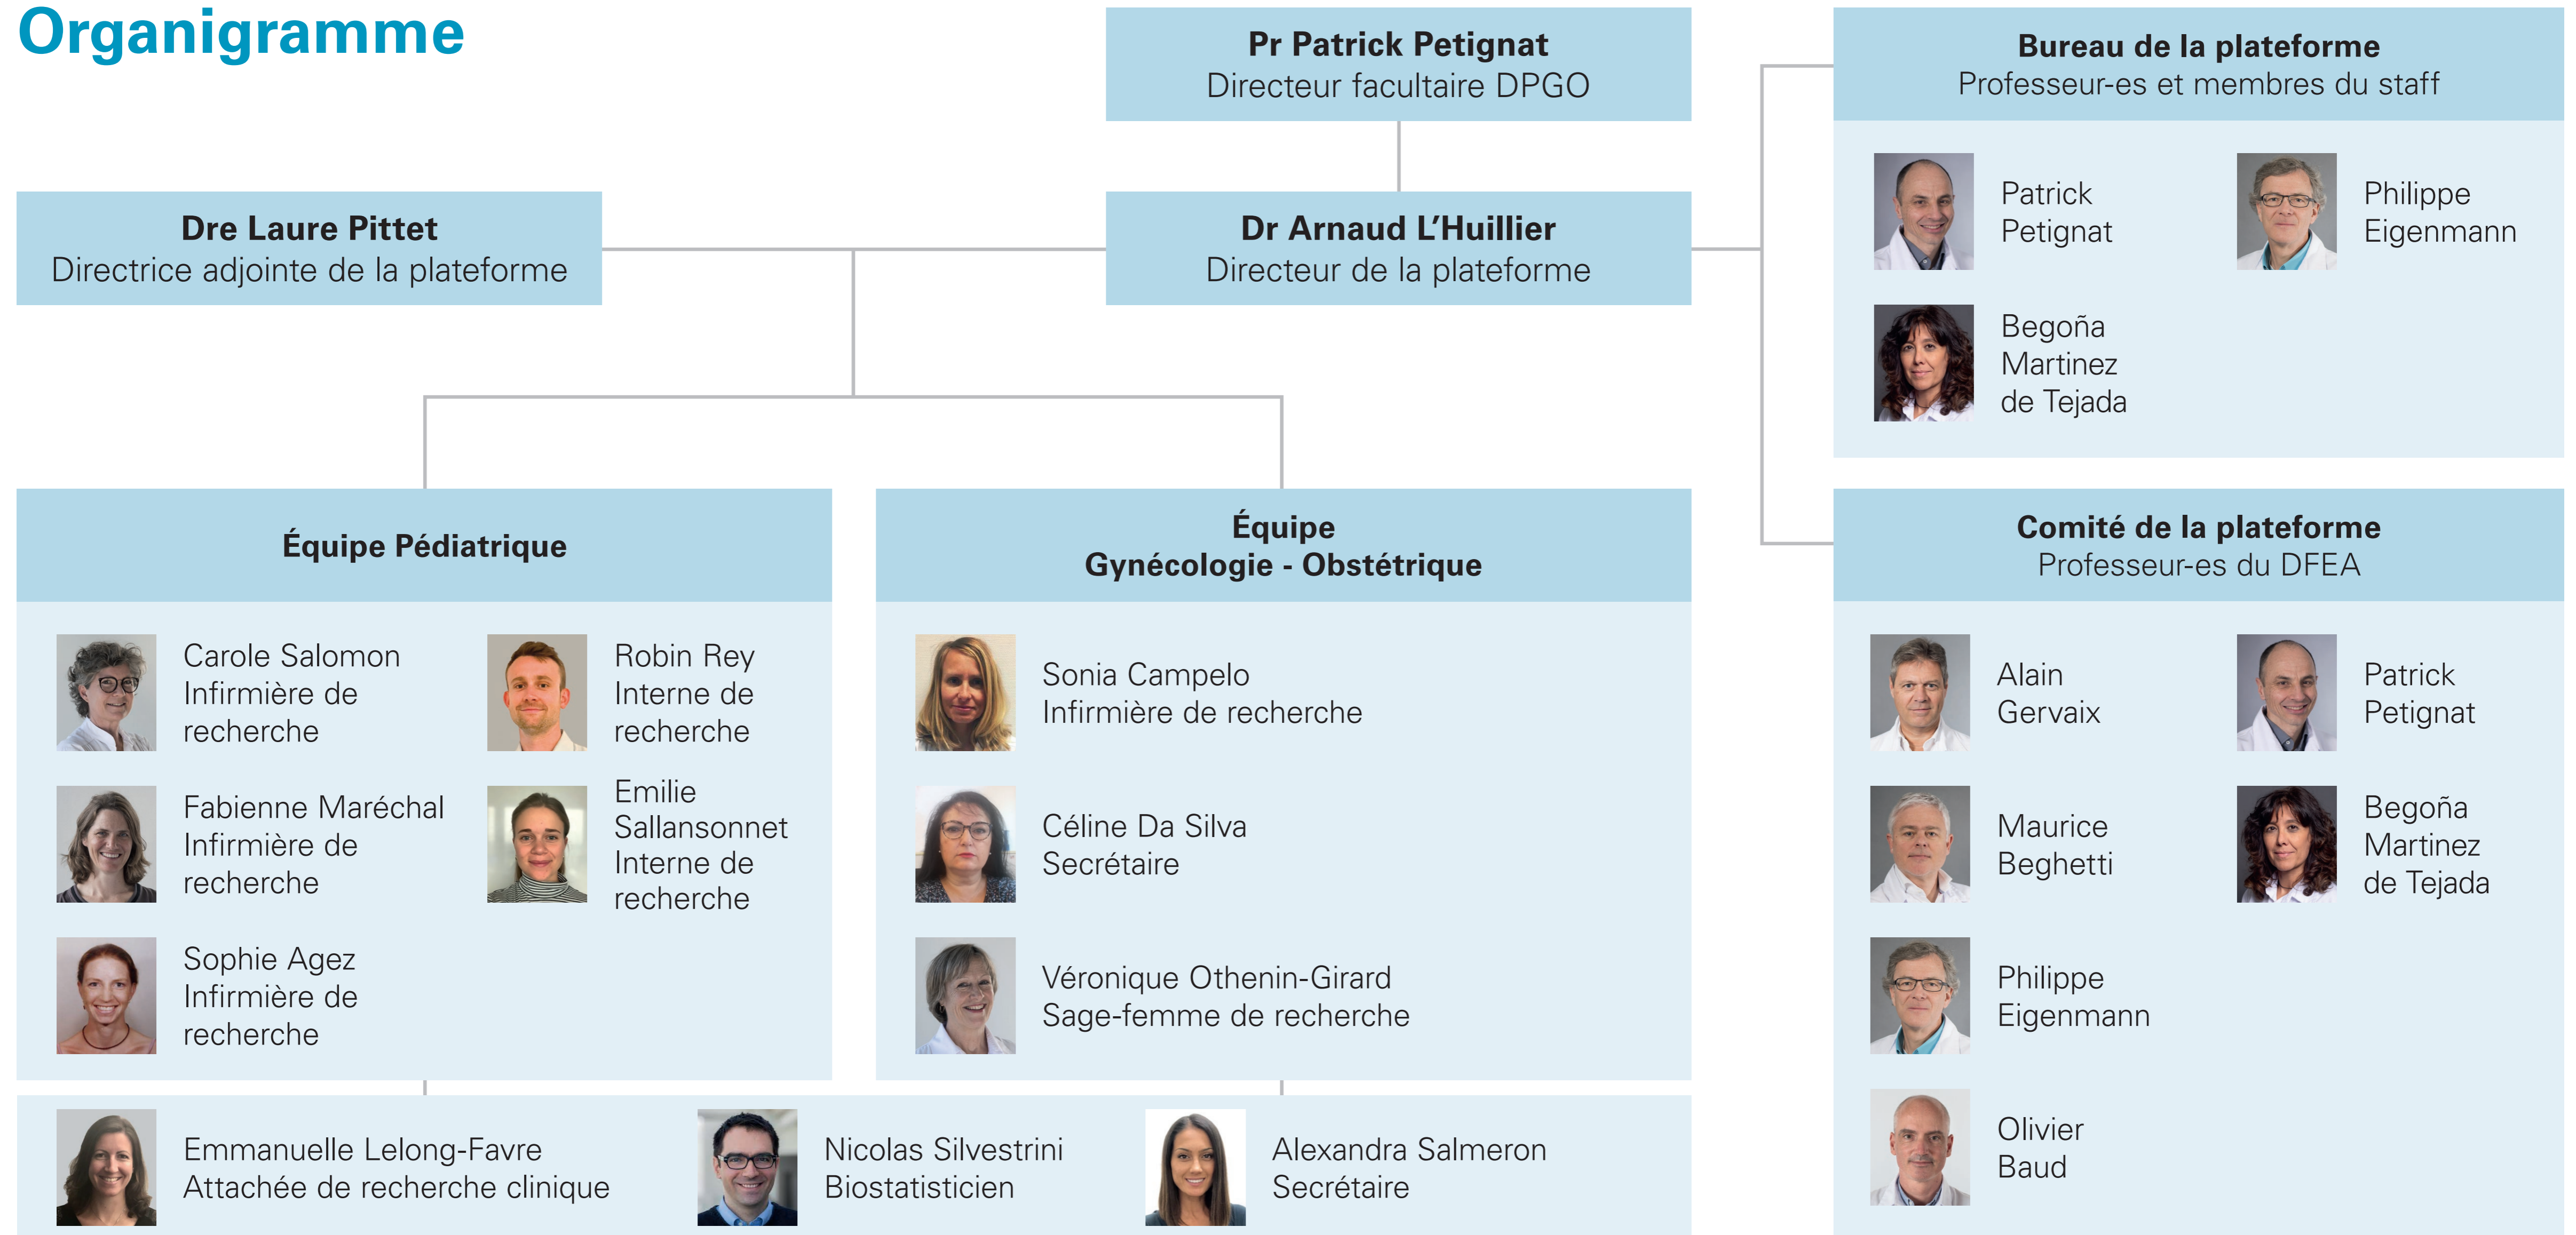 Organigramme
Pr Patrick Petignat
Directeur facultaire DPGO
Dre Laure Pittet
Directrice adjointe de la plateforme
Dr Arnaud L’Huillier
Directeur de la plateforme
Bureau de la plateforme
Professeur-es et membres du staff
Patrick
Petignat
Philippe
Eigenmann
Begoña
Martinez
de Tejada
Équipe Pédiatrique
Carole Salomon
Infirmière de
recherche
Robin Rey
Interne de
recherche
Fabienne Maréchal
Infirmière de
recherche
Emilie
Sallansonnet
Interne de
recherche
Sophie Agez
Infirmière de
recherche
Équipe
Gynécologie - Obstétrique
Sonia Campelo
Infirmière de recherche
Céline Da Silva
Secrétaire
Véronique Othenin-Girard
Sage-femme de recherche
Emmanuelle Lelong-Favre
Attachée de recherche clinique
Nicolas Silvestrini
Biostatisticien
Alexandra Salmeron
Secrétaire
Comité de la plateforme
Professeur-es du DFEA
Alain
Gervaix
Patrick
Petignat
Maurice
Beghetti
Begoña
Martinez
de Tejada
Philippe
Eigenmann
Olivier
Baud